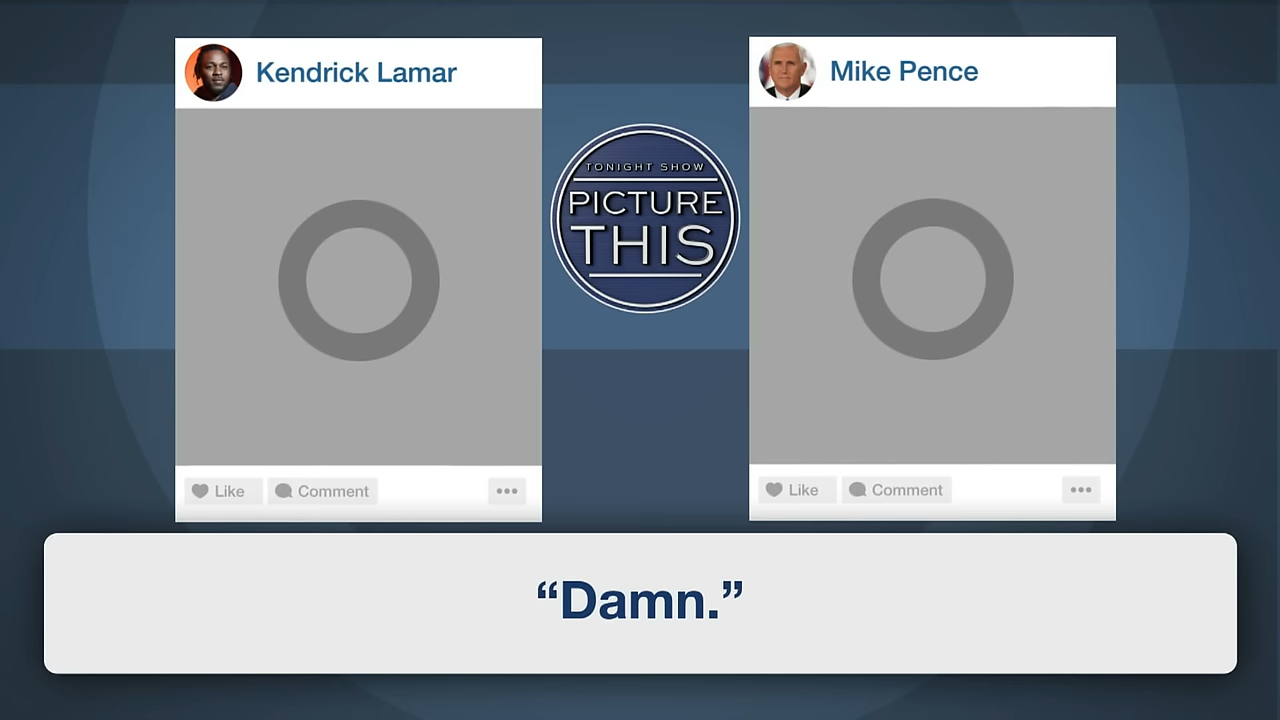 Kendrick Lamar
Like Comment
TONIGHT SHOW
PICTURE
THIS
Mike Pence
Like Comment
“Damn.”